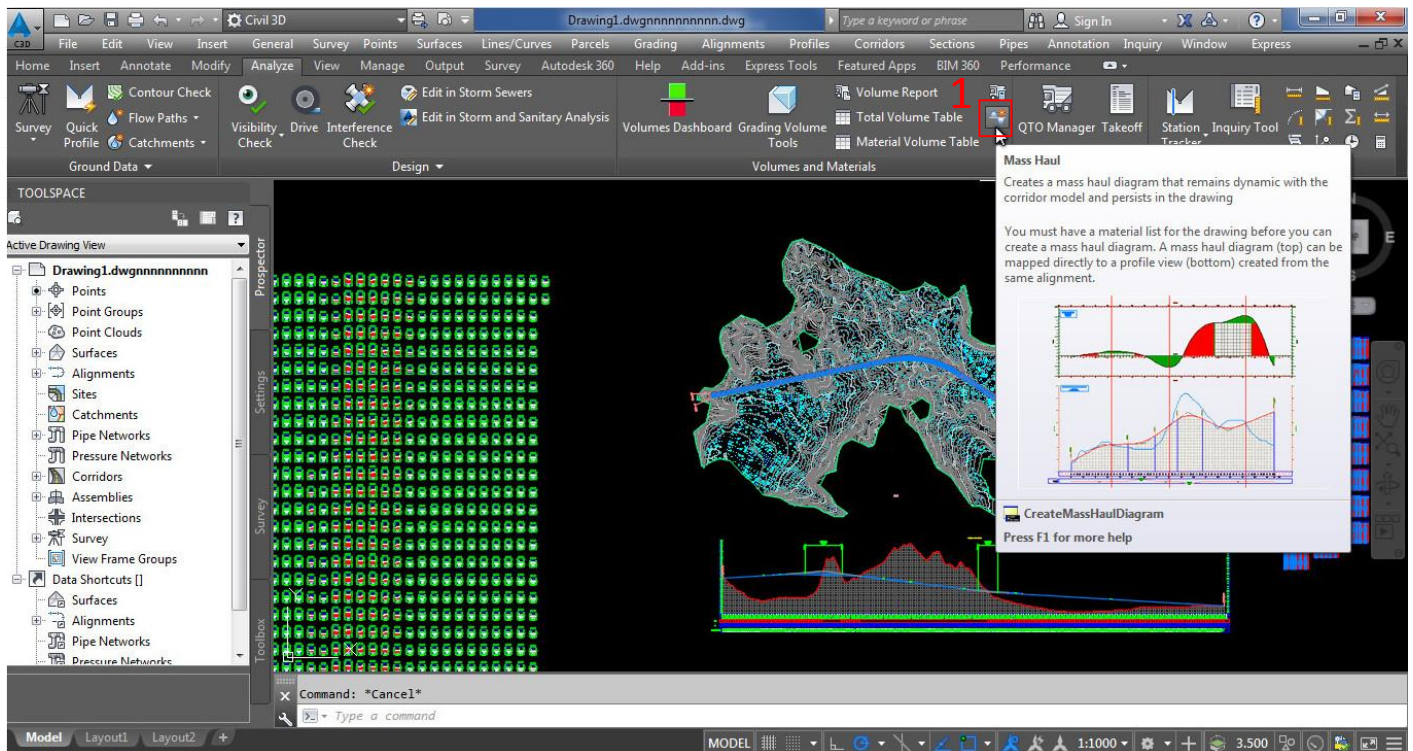 Civil 3D
Drawing1.dwgnnnnnnnnnn.dwg
Type a keyword or phrase
Sign In
C3D
File Edit View Insert General Survey Points Surfaces Lines/Curves Parcels Grading Alignments Profiles Corridors Sections Pipes Annotation Inquiry Window Express
Home Insert Annotate Modify Analyze View Manage Output Survey Autodesk 360 Help Add-ins Express Tools Featured Apps BIM 360 Performance
Survey
Quick Profile
Contour Check
Flow Paths
Catchments
Visibility Check
Drive
Interference Check
Edit in Storm Sewers
Edit in Storm and Sanitary Analysis
Volumes Dashboard
Grading Volume Tools
Volume Report
Total Volume Table
Material Volume Table
1
QTO Manager
Takeoff
Station Tracker
Inquiry Tool
Ground Data
Design
Volumes and Materials
Mass Haul
Creates a mass haul diagram that remains dynamic with the
corridor model and persists in the drawing
You must have a material list for the drawing before you can
create a mass haul diagram. A mass haul diagram (top) can be
mapped directly to a profile view (bottom) created from the
same alignment.
CreateMassHaulDiagram
Press F1 for more help
E
TOOLSPACE
Active Drawing View
Prospector
Settings
Survey
Toolbox
Drawing1.dwgnnnnnnnnnn
Points
Point Groups
Point Clouds
Surfaces
Alignments
Sites
Catchments
Pipe Networks
Pressure Networks
Corridors
Assemblies
Intersections
Survey
View Frame Groups
Data Shortcuts []
Surfaces
Alignments
Pipe Networks
Pressure Networks
Y
X
Command: *Cancel*
Type a command
Model Layout1 Layout2 +
MODEL
1:1000
3.500